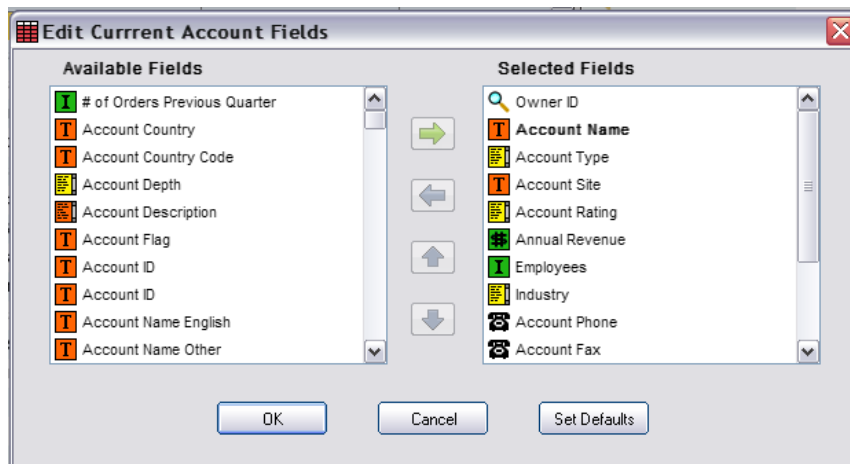 Edit Currrent Account Fields
Available Fields
# of Orders Previous Quarter
Account Country
Account Country Code
Account Depth
Account Description
Account Flag
Account ID
Account ID
Account Name English
Account Name Other
Selected Fields
Owner ID
Account Name
Account Type
Account Site
Account Rating
Annual Revenue
Employees
Industry
Account Phone
Account Fax
OK
Cancel
Set Defaults